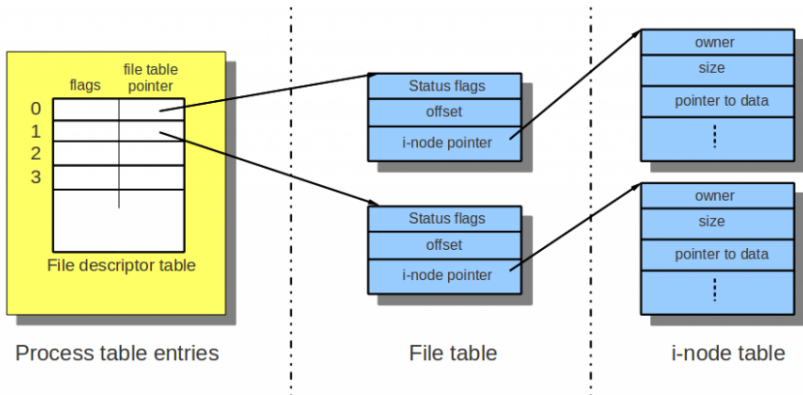 flags
file table
pointer
0
1
2
3
File descriptor table
Process table entries
Status flags
offset
i-node pointer
Status flags
offset
i-node pointer
File table
owner
size
pointer to data
owner
size
pointer to data
i-node table